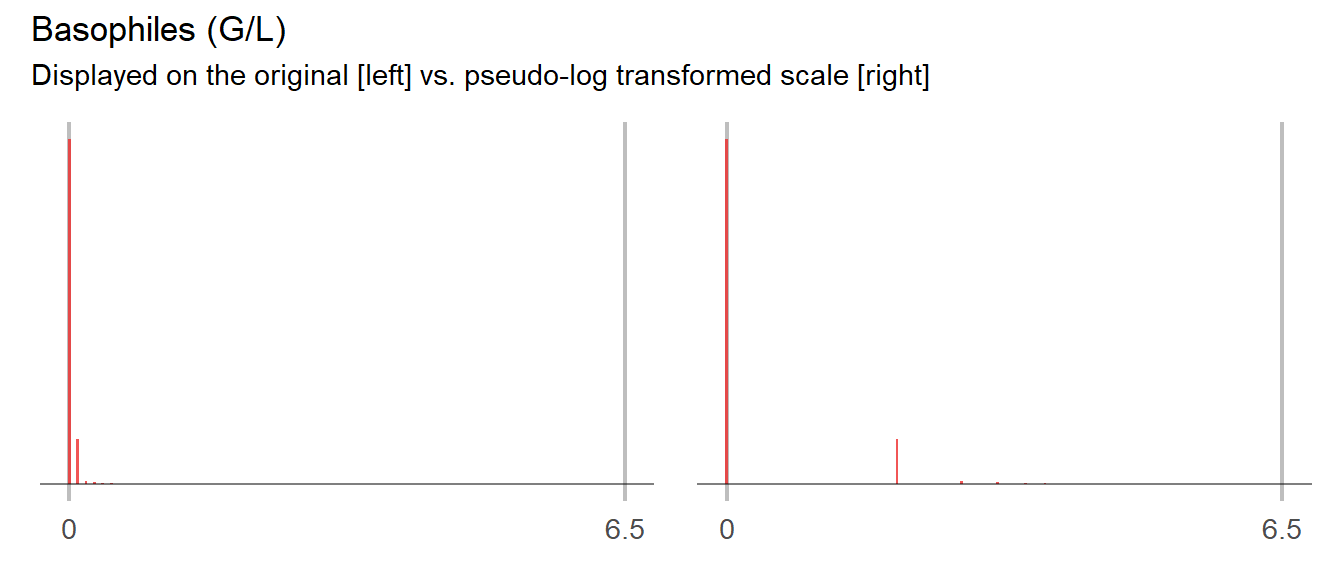 Basophiles (G/L)
Displayed on the original [left] vs. pseudo-log transformed scale [right]
0 6.5 0 6.5